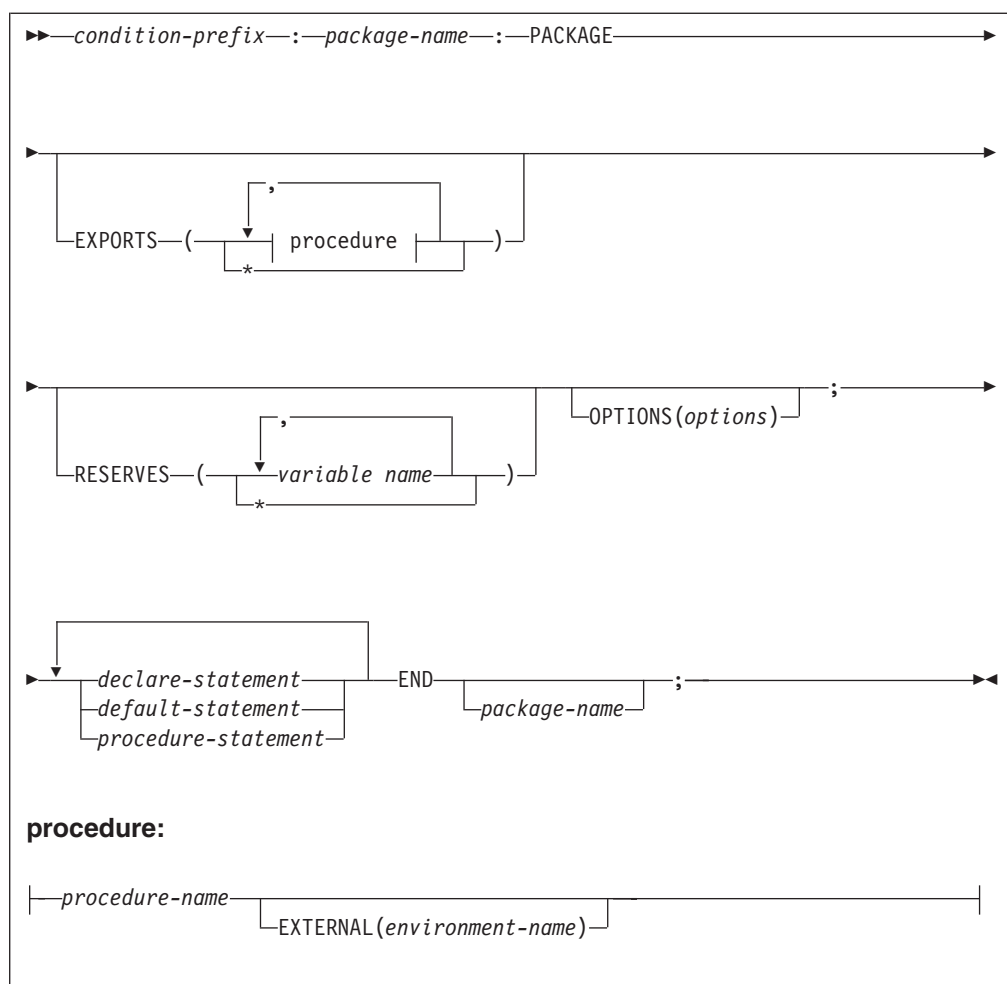 condition-prefix : package-name : PACKAGE
,
EXPORTS ( procedure )
*
, OPTIONS(options) ;
RESERVES ( variable name )
*
declare-statement END ;
default-statement package-name
procedure-statement
procedure:
procedure-name
EXTERNAL(environment-name)